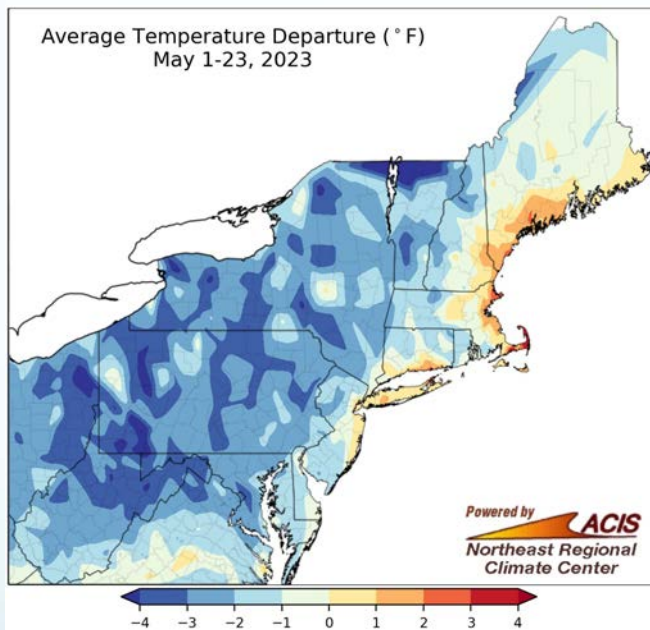 Average Temperature Departure (°F)
May 1-23, 2023
Powered by
ACIS
Northeast Regional
Climate Center
−4 −3 −2 −1 0 1 2 3 4